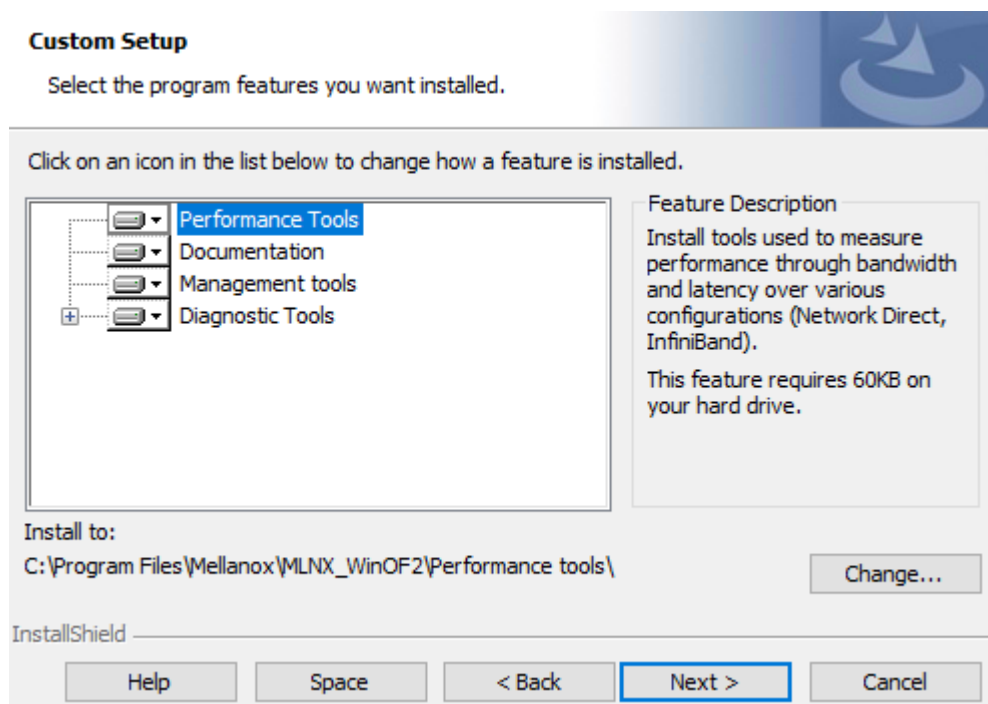 Custom Setup
Select the program features you want installed.
Click on an icon in the list below to change how a feature is installed.
Performance Tools
Documentation
Management tools
Diagnostic Tools
Feature Description
Install tools used to measure
performance through bandwidth
and latency over various
configurations (Network Direct,
InfiniBand).
This feature requires 60KB on
your hard drive.
Install to:
C:\Program Files\Mellanox\MLNX_WinOF2\Performance tools\
Change...
InstallShield
Help
Space
< Back
Next >
Cancel